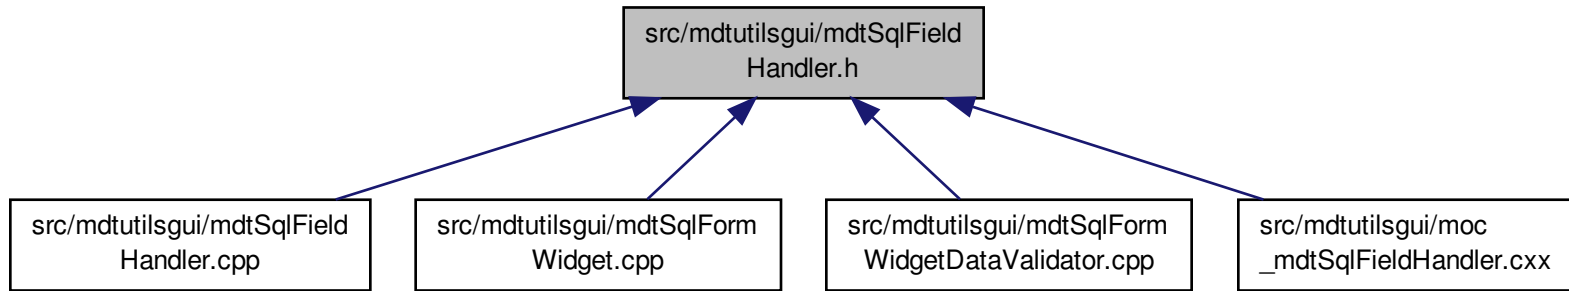 src/mdtutilsgui/mdtSqlField
Handler.h
src/mdtutilsgui/mdtSqlField
Handler.cpp
src/mdtutilsgui/mdtSqlForm
Widget.cpp
src/mdtutilsgui/mdtSqlForm
WidgetDataValidator.cpp
src/mdtutilsgui/moc
_mdtSqlFieldHandler.cxx